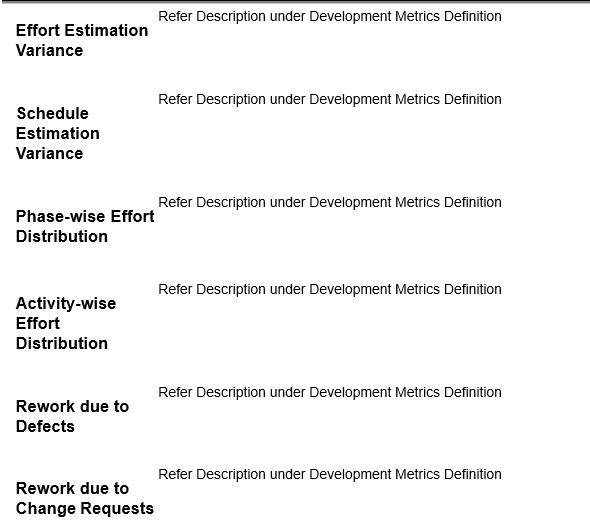 Refer Description under Development Metrics Definition
Effort Estimation
Variance
Refer Description under Development Metrics Definition
Schedule
Estimation
Variance
Refer Description under Development Metrics Definition
Phase-wise Effort
Distribution
Refer Description under Development Metrics Definition
Activity-wise
Effort
Distribution
Refer Description under Development Metrics Definition
Rework due to
Defects
Refer Description under Development Metrics Definition
Rework due to
Change Requests